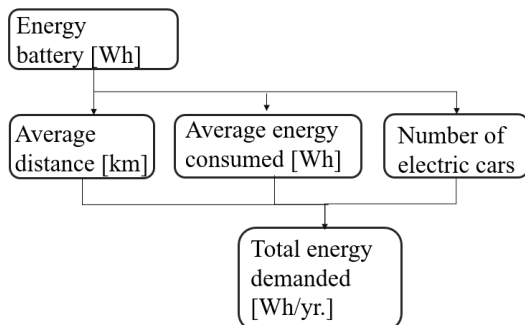 Energy
battery [Wh]
Average
distance [km]
Average energy
consumed [Wh]
Number of
electric cars
Total energy
demanded
[Wh/yr.]